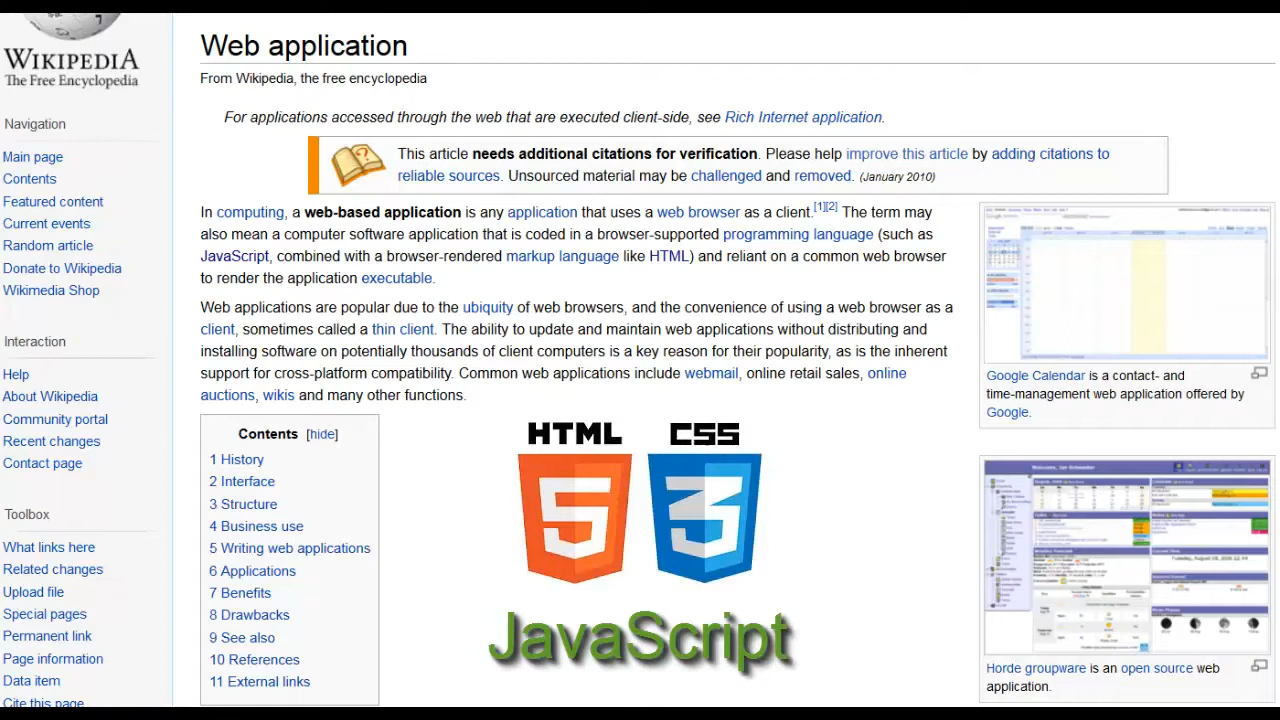 WIKIPEDIA
The Free Encyclopedia
Navigation
Main page
Contents
Featured content
Current events
Random article
Donate to Wikipedia
Wikimedia Shop
Interaction
Help
About Wikipedia
Community portal
Recent changes
Contact page
Toolbox
What links here
Related changes
Upload file
Special pages
Permanent link
Page information
Data item
Cite this page
Web application
From Wikipedia, the free encyclopedia
For applications accessed through the web that are executed client-side, see Rich Internet application.
This article needs additional citations for verification. Please help improve this article by adding citations to
reliable sources. Unsourced material may be challenged and removed. (January 2010)
In computing, a web-based application is any application that uses a web browser as a client.[1][2] The term may
also mean a computer software application that is coded in a browser-supported programming language (such as
JavaScript, combined with a browser-rendered markup language like HTML) and reliant on a common web browser
to render the application executable.
Web applications are popular due to the ubiquity of web browsers, and the convenience of using a web browser as a
client, sometimes called a thin client. The ability to update and maintain web applications without distributing and
installing software on potentially thousands of client computers is a key reason for their popularity, as is the inherent
support for cross-platform compatibility. Common web applications include webmail, online retail sales, online
auctions, wikis and many other functions.
Contents [hide]
1 History
2 Interface
3 Structure
4 Business use
5 Writing web applications
6 Applications
7 Benefits
8 Drawbacks
9 See also
10 References
11 External links
HTML
5
CSS
3
JavaScript
Google Calendar is a contact- and
time-management web application offered by
Google.
Horde groupware is an open source web
application.